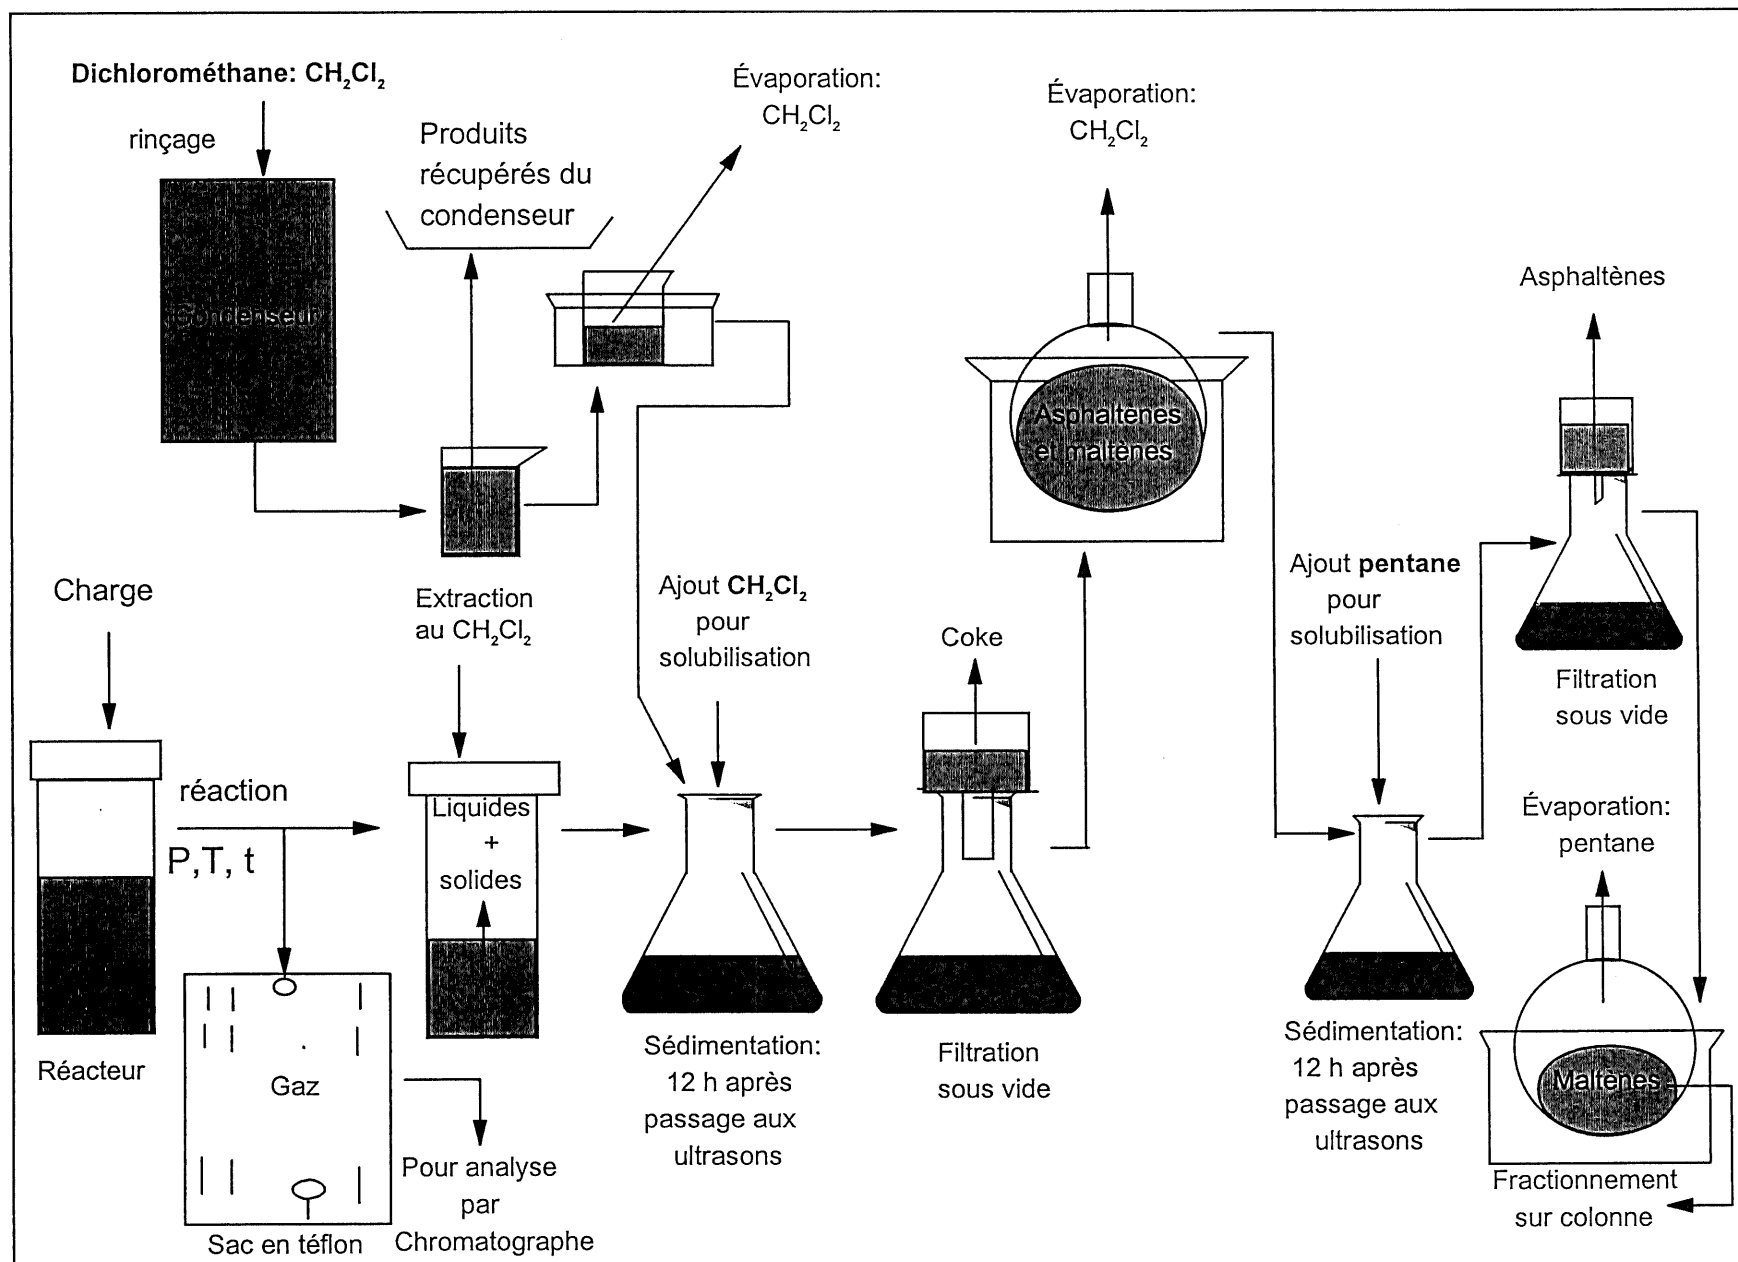 Dichlorométhane: CH₂Cl₂
rinçage
Condenseur
Produits
récupérés du
condenseur
Évaporation:
CH₂Cl₂
Évaporation:
CH₂Cl₂
Asphaltènes
et maltènes
Asphaltènes
Charge
Extraction
au CH₂Cl₂
Ajout CH₂Cl₂
pour
solubilisation
Coke
Ajout pentane
pour
solubilisation
Filtration
sous vide
réaction
P,T, t
Liquides
+
solides
Évaporation:
pentane
Réacteur
Gaz
Sac en téflon
Pour analyse
par
Chromatographe
Sédimentation:
12 h après
passage aux
ultrasons
Filtration
sous vide
Sédimentation:
12 h après
passage aux
ultrasons
Maltènes
Fractionnement
sur colonne